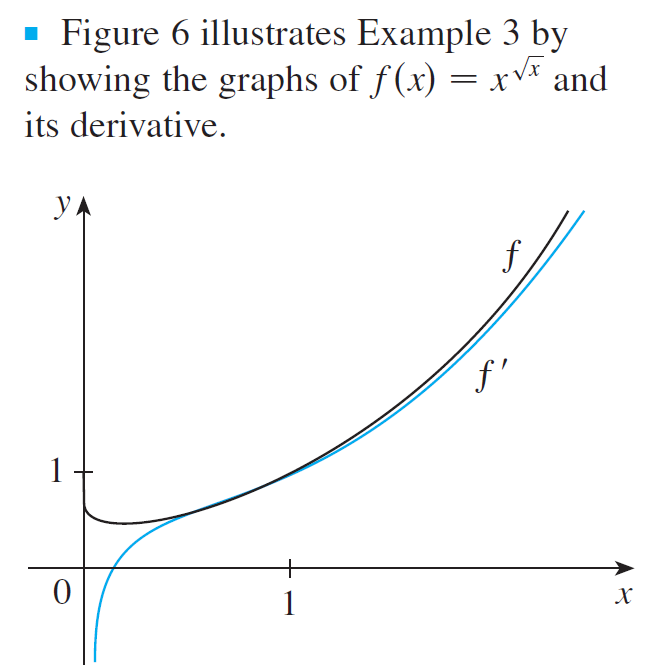 Figure 6 illustrates Example 3 by
showing the graphs of f(x) = x^√x and
its derivative.
y
f
f'
1
0
1
x